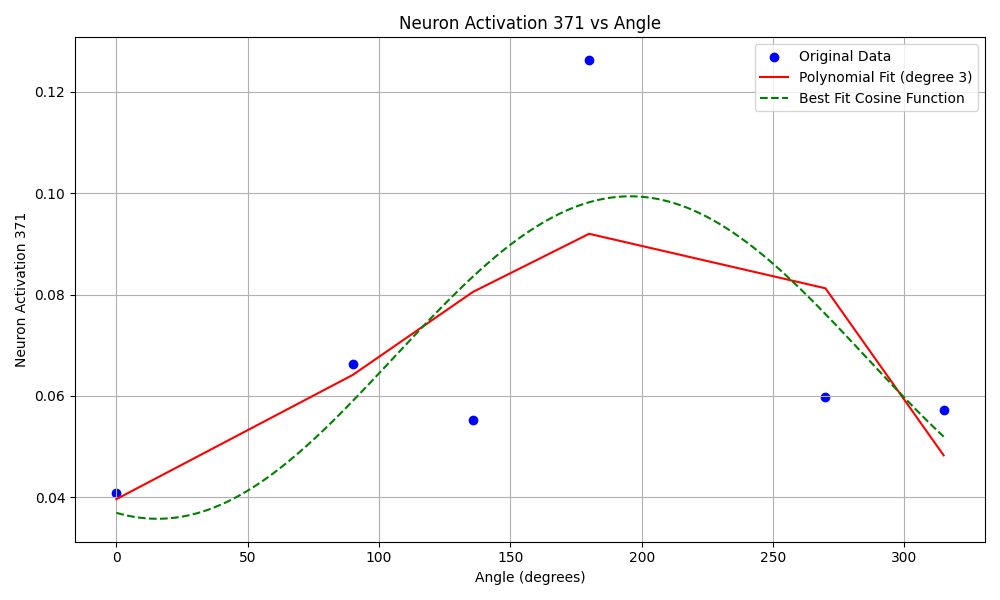 Neuron Activation 371 vs Angle
Original Data
Polynomial Fit (degree 3)
Best Fit Cosine Function
Neuron Activation 371
0.12
0.10
0.08
0.06
0.04
0 50 100 150 200 250 300
Angle (degrees)